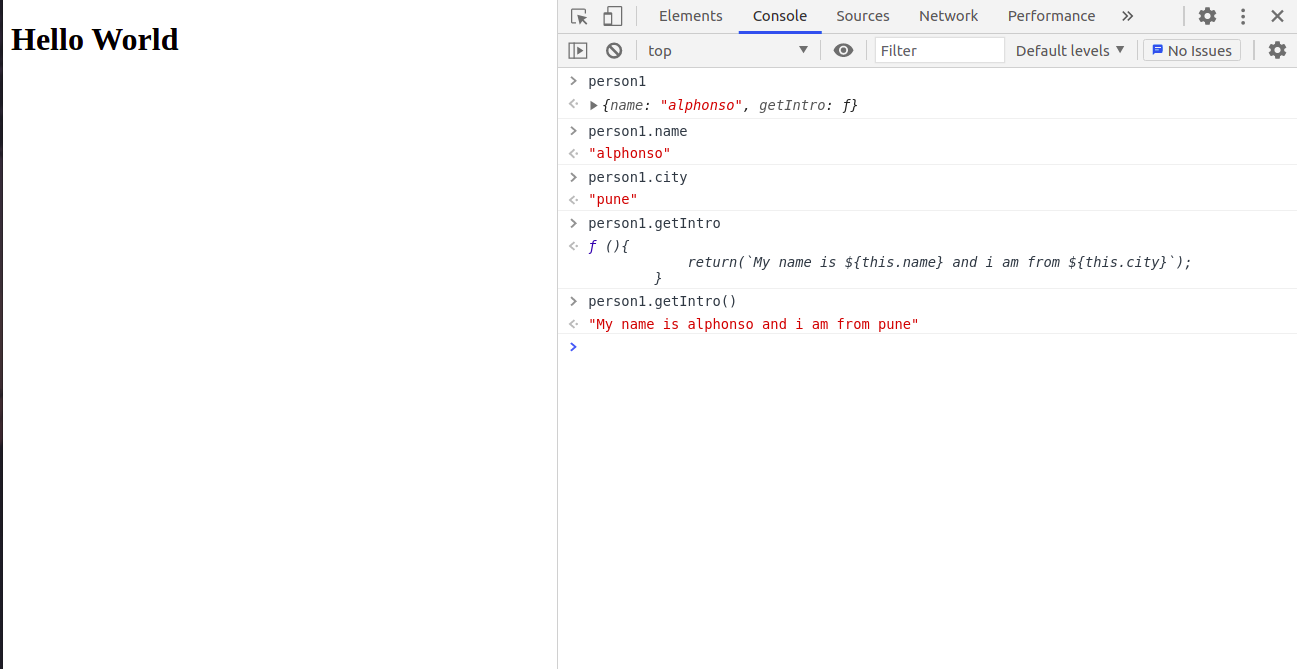 Hello World
Elements Console Sources Network Performance »
top Filter Default levels No Issues
> person1
{name: "alphonso", getIntro: ƒ}
> person1.name
"alphonso"
> person1.city
"pune"
> person1.getIntro
ƒ (){
return(`My name is ${this.name} and i am from ${this.city}`);
}
> person1.getIntro()
"My name is alphonso and i am from pune"
>